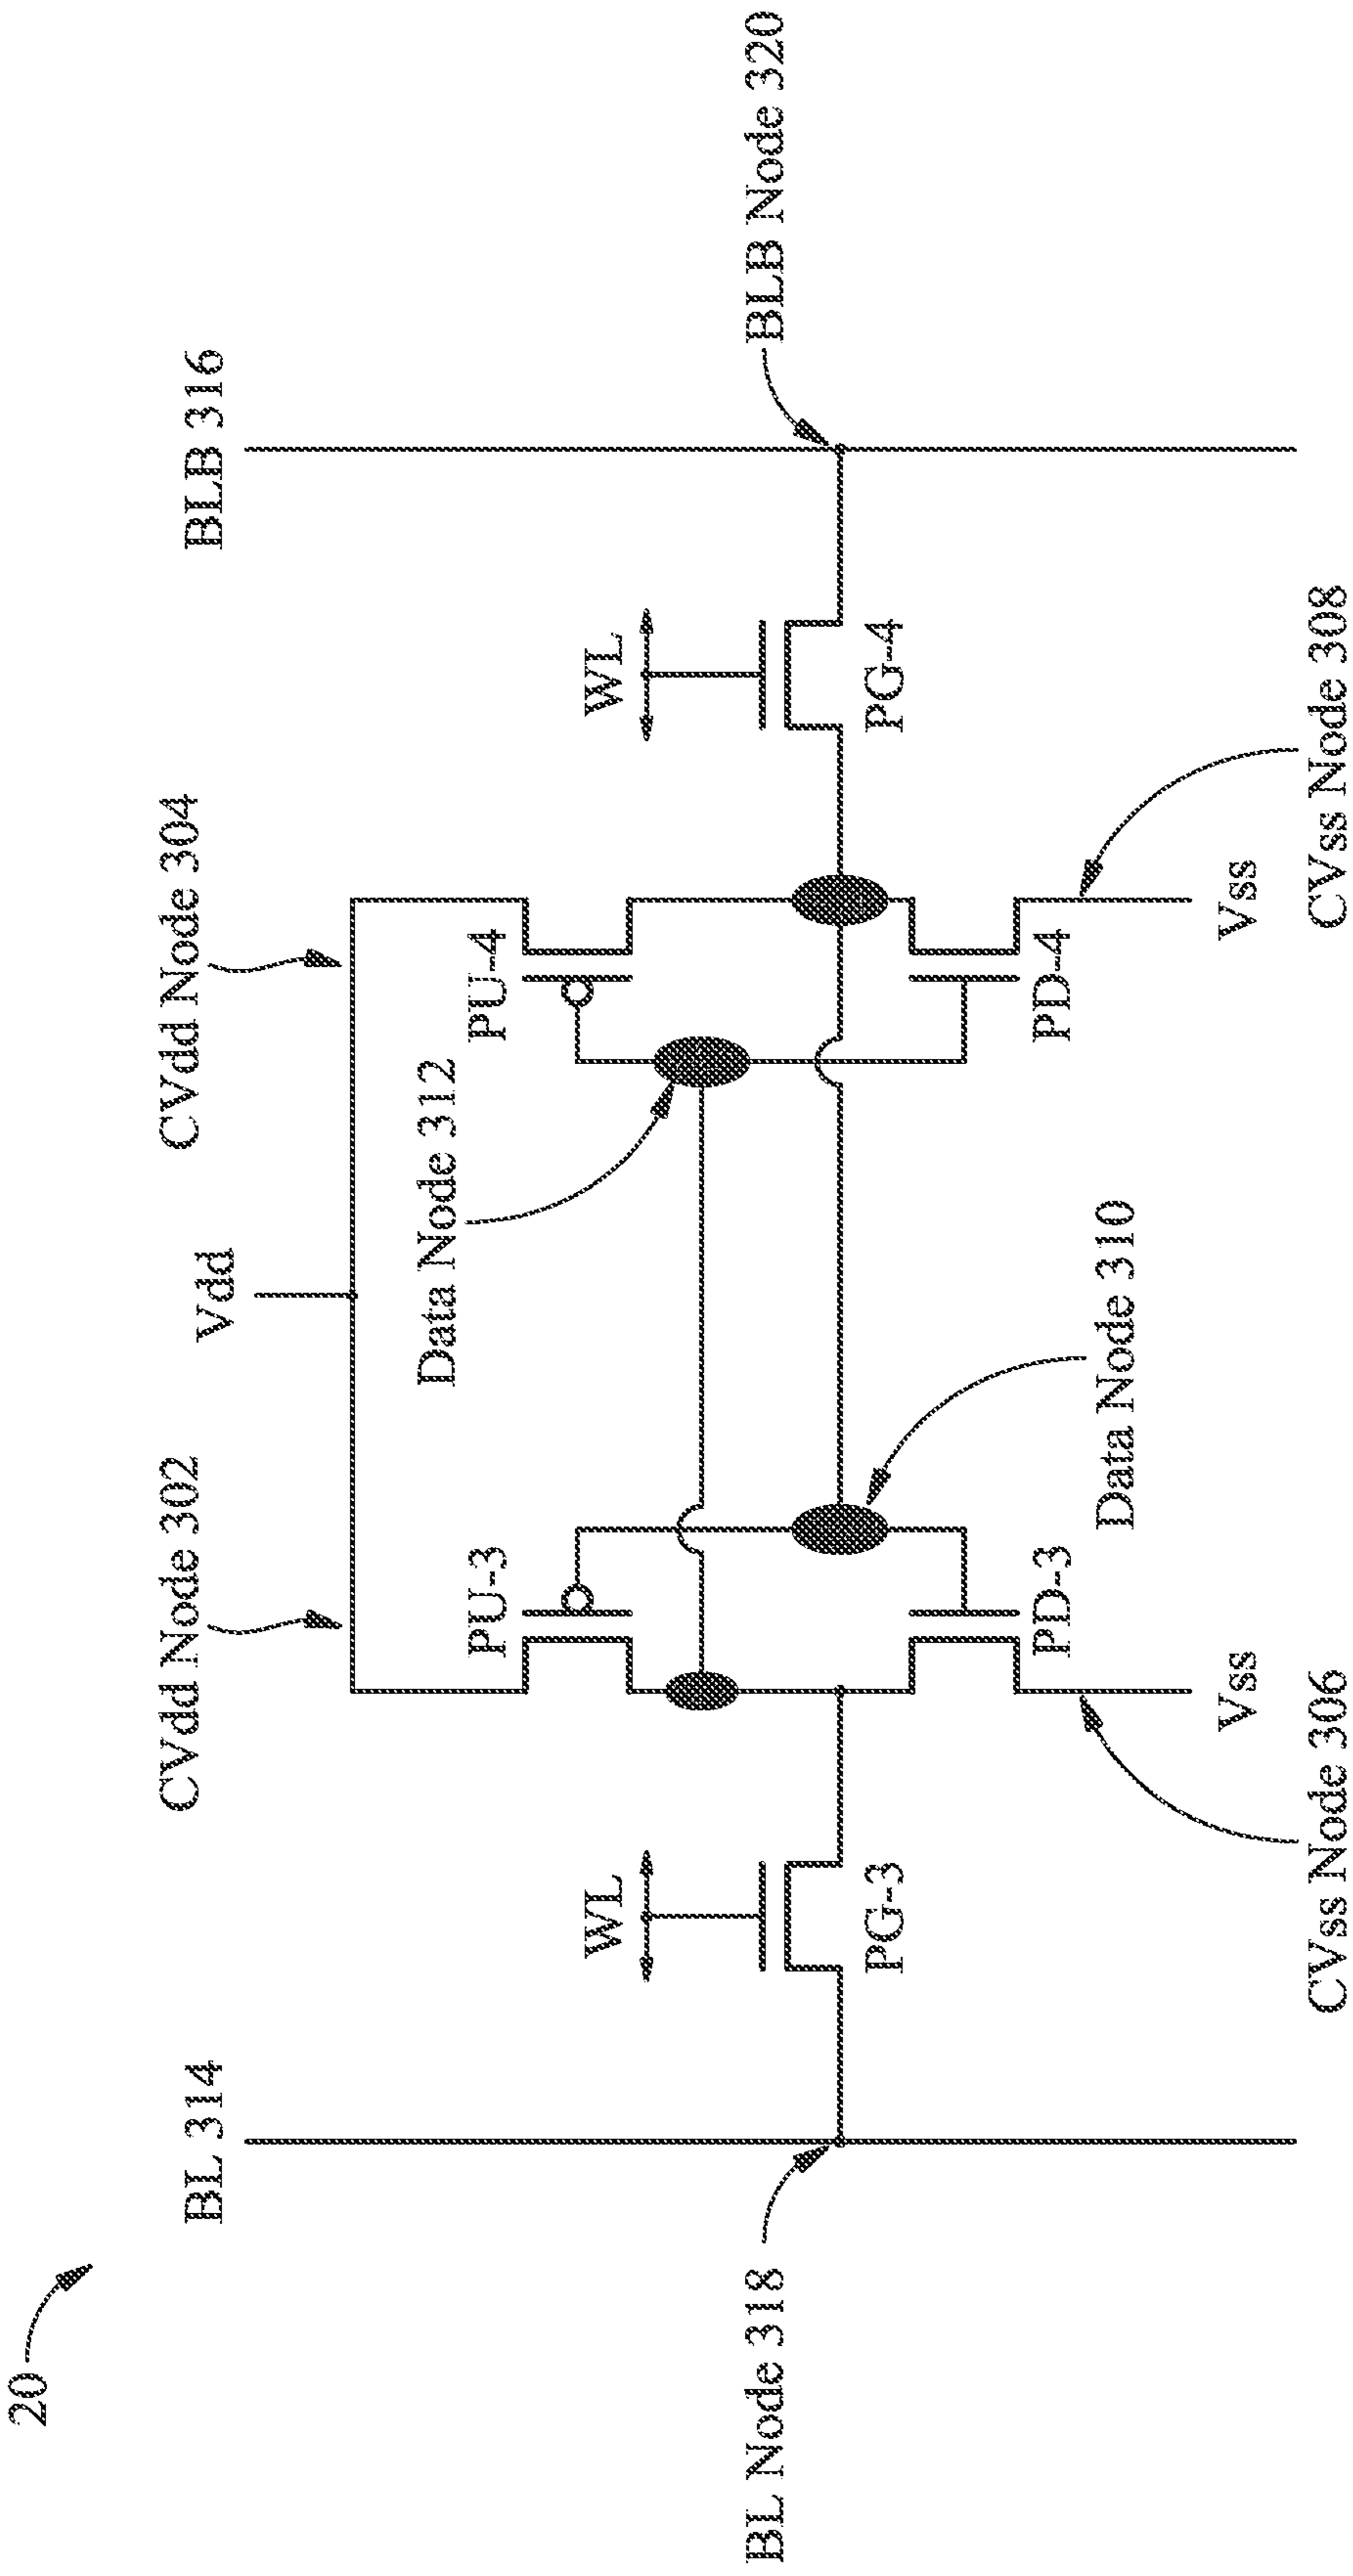 20
BL 314
CVdd Node 302
Vdd
CVdd Node 304
BLB 316
Data Node 312
PU-3
PU-4
WL
WL
BL Node 318
BLB Node 320
PG-3
PG-4
PD-3
PD-4
Data Node 310
Vss
Vss
CVss Node 306
CVss Node 308